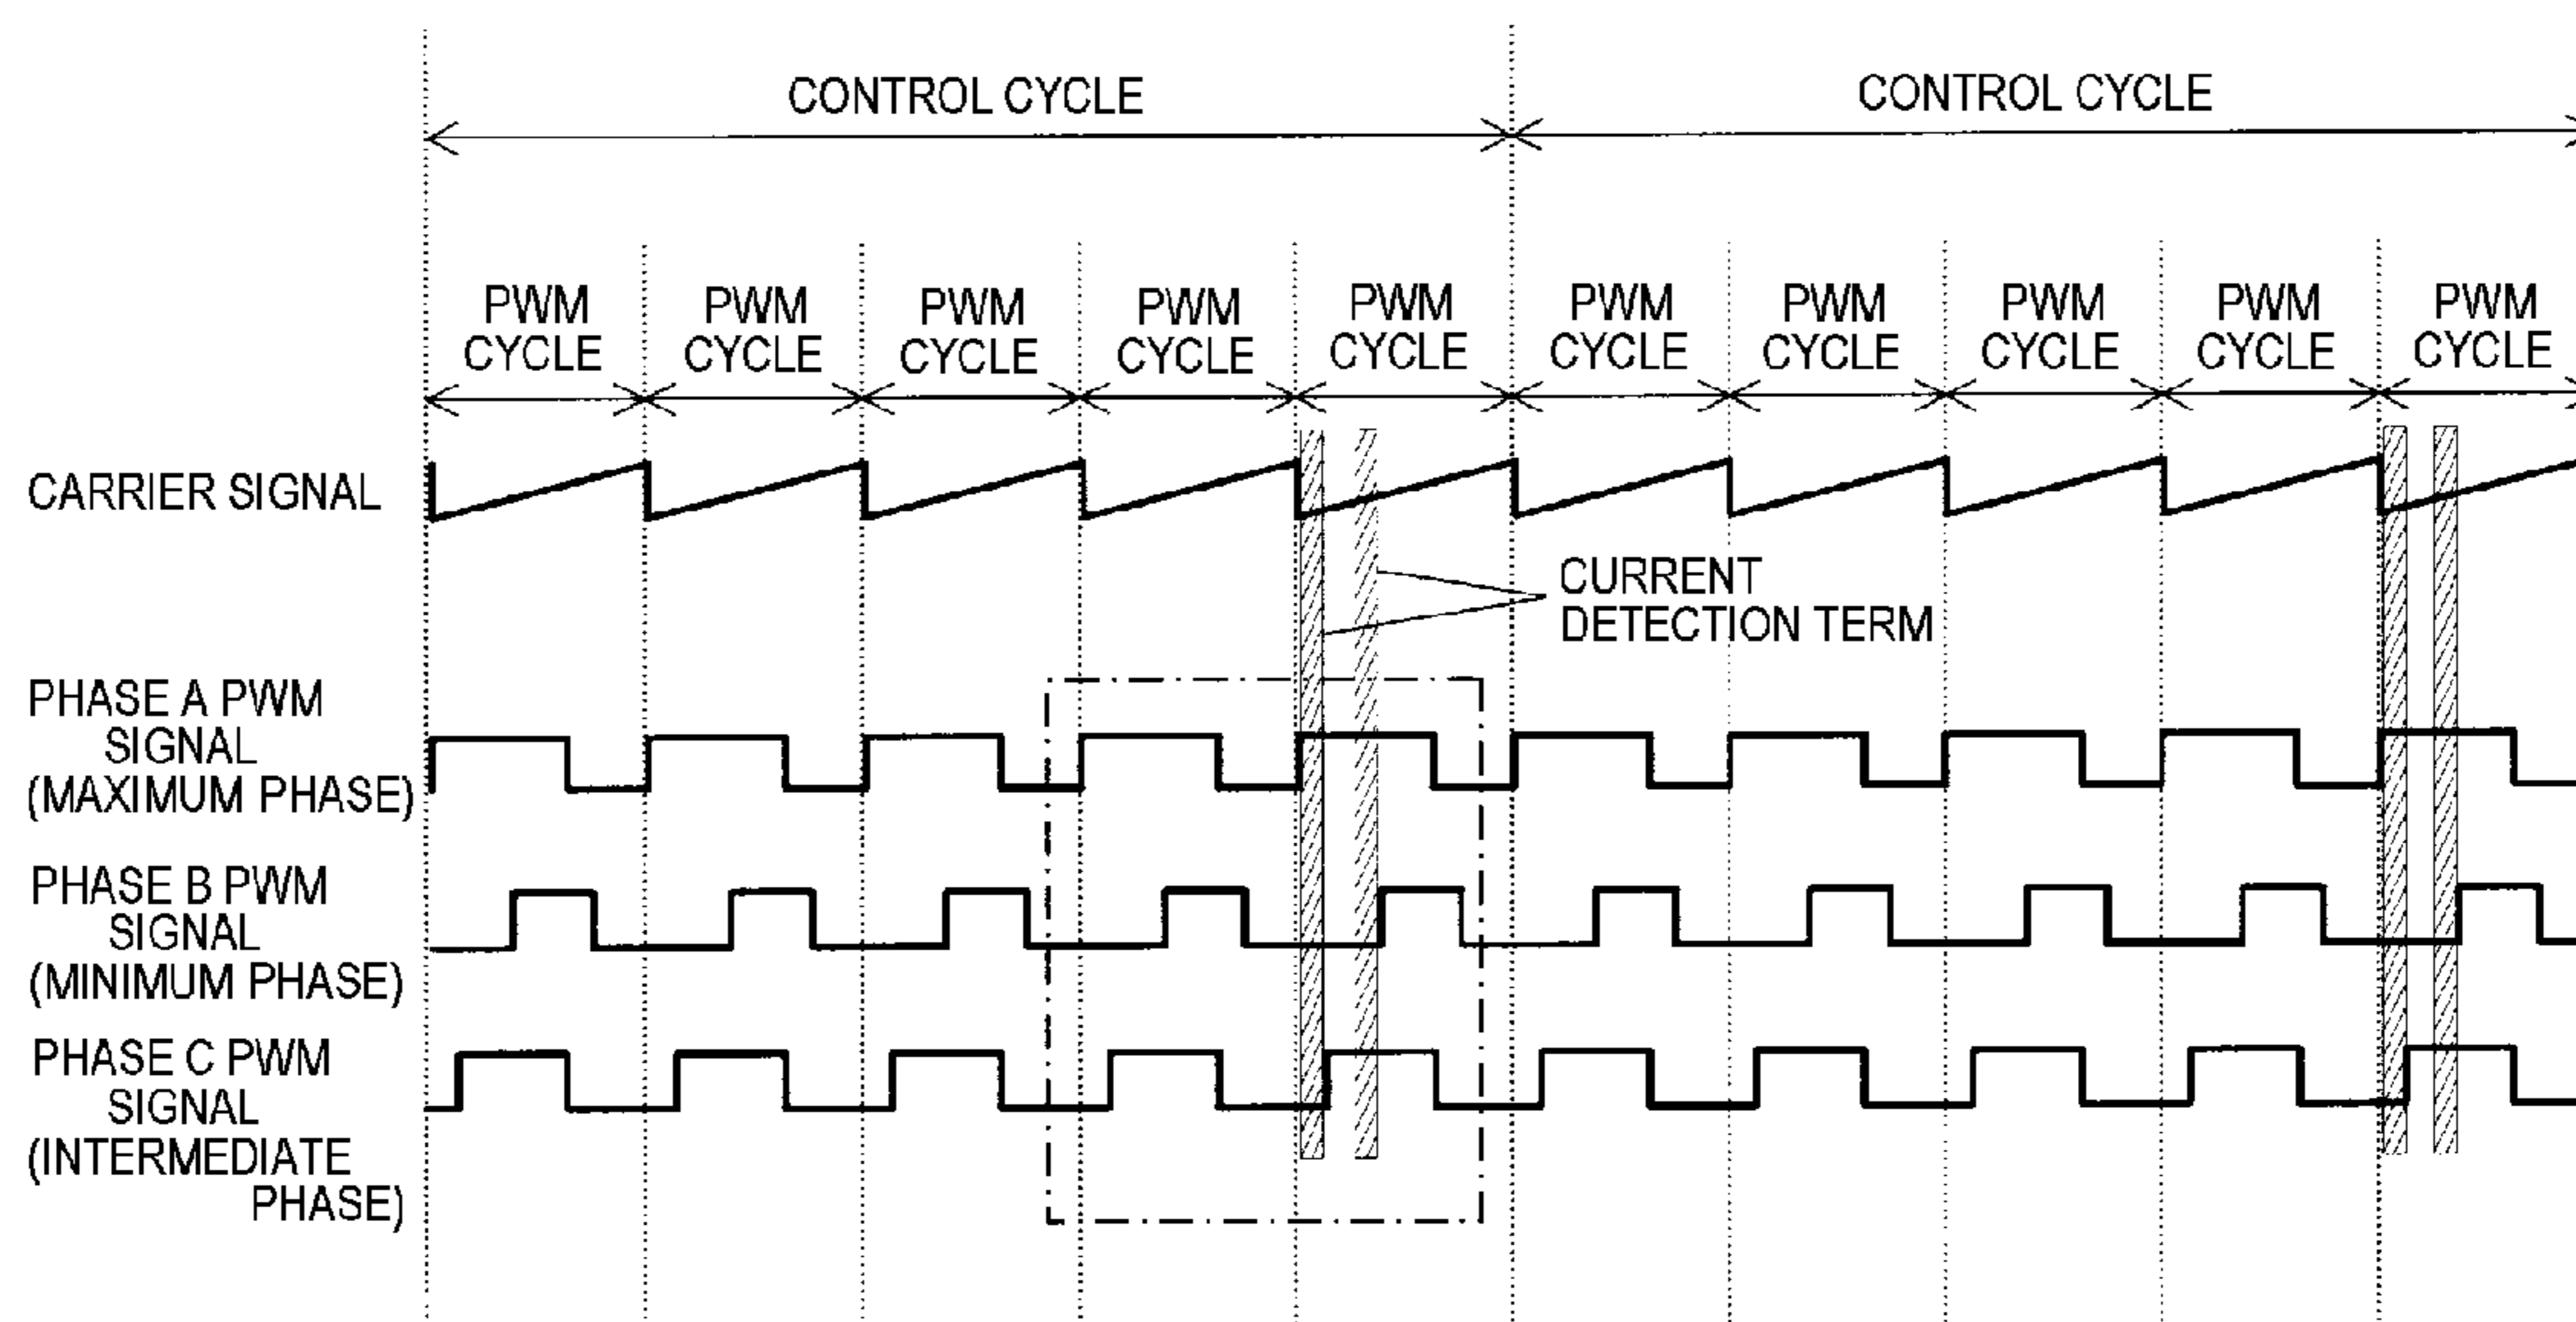 CONTROL CYCLE
CONTROL CYCLE
PWM
CYCLE
PWM
CYCLE
PWM
CYCLE
PWM
CYCLE
PWM
CYCLE
PWM
CYCLE
PWM
CYCLE
PWM
CYCLE
PWM
CYCLE
PWM
CYCLE
CARRIER SIGNAL
CURRENT
DETECTION TERM
PHASE A PWM
SIGNAL
(MAXIMUM PHASE)
PHASE B PWM
SIGNAL
(MINIMUM PHASE)
PHASE C PWM
SIGNAL
(INTERMEDIATE
PHASE)